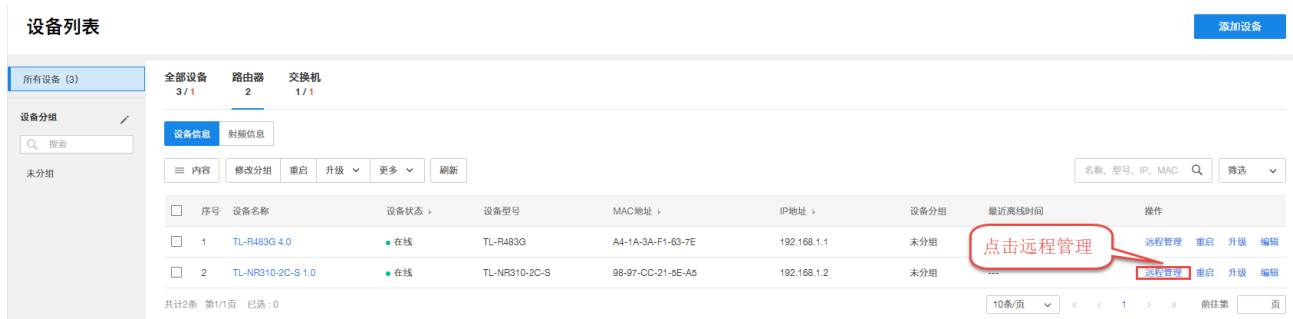 设备列表
添加设备
所有设备 (3)
设备分组
搜索
未分组
全部设备 路由器 交换机
3 / 1 2 1 / 1
设备信息 射频信息
内容 修改分组 重启 升级 更多 刷新
名称, 型号, IP, MAC 筛选
序号 设备名称 设备状态 设备型号 MAC地址 IP地址 设备分组 最近离线时间 操作
1 TL-R483G 4.0 在线 TL-R483G A4-1A-3A-F1-63-7E 192.168.1.1 未分组 远程管理 重启 升级 编辑
点击远程管理
2 TL-NR310-2C-S 1.0 在线 TL-NR310-2C-S 98-97-CC-21-5E-A5 192.168.1.2 未分组 --- 远程管理 重启 升级 编辑
共计2条 第1/1页 已选 : 0 10条/页 1 前往第 页